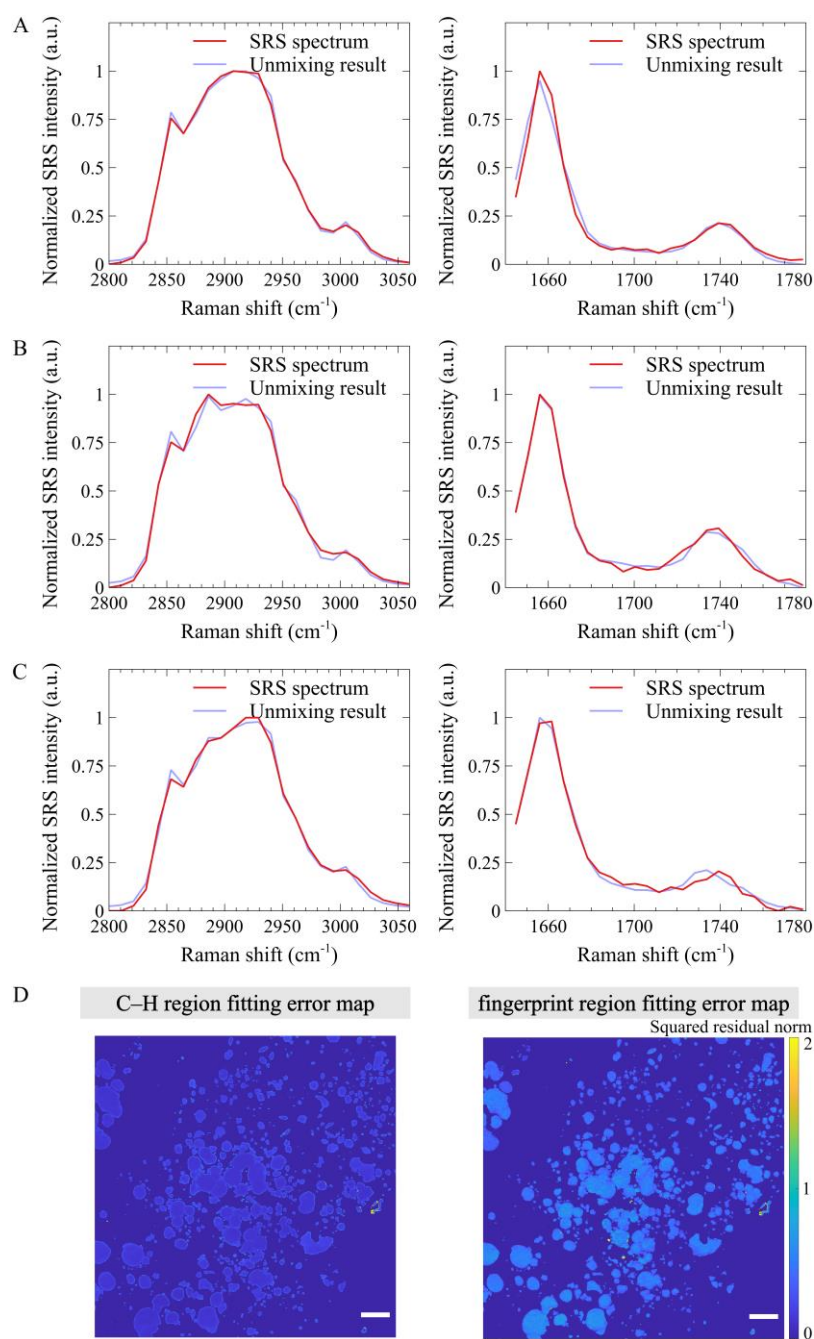 A
SRS spectrum
Unmixing result
Normalized SRS intensity (a.u.)
1
0.75
0.5
0.25
0
2800
2850
2900
2950
3000
3050
Raman shift (cm⁻¹)
SRS spectrum
Unmixing result
Normalized SRS intensity (a.u.)
1
0.75
0.5
0.25
0
1660
1700
1740
1780
Raman shift (cm⁻¹)
B
SRS spectrum
Unmixing result
Normalized SRS intensity (a.u.)
1
0.75
0.5
0.25
0
2800
2850
2900
2950
3000
3050
Raman shift (cm⁻¹)
SRS spectrum
Unmixing result
Normalized SRS intensity (a.u.)
1
0.75
0.5
0.25
0
1660
1700
1740
1780
Raman shift (cm⁻¹)
C
SRS spectrum
Unmixing result
Normalized SRS intensity (a.u.)
1
0.75
0.5
0.25
0
2800
2850
2900
2950
3000
3050
Raman shift (cm⁻¹)
SRS spectrum
Unmixing result
Normalized SRS intensity (a.u.)
1
0.75
0.5
0.25
0
1660
1700
1740
1780
Raman shift (cm⁻¹)
D
C–H region fitting error map
fingerprint region fitting error map
Squared residual norm
2
1
0